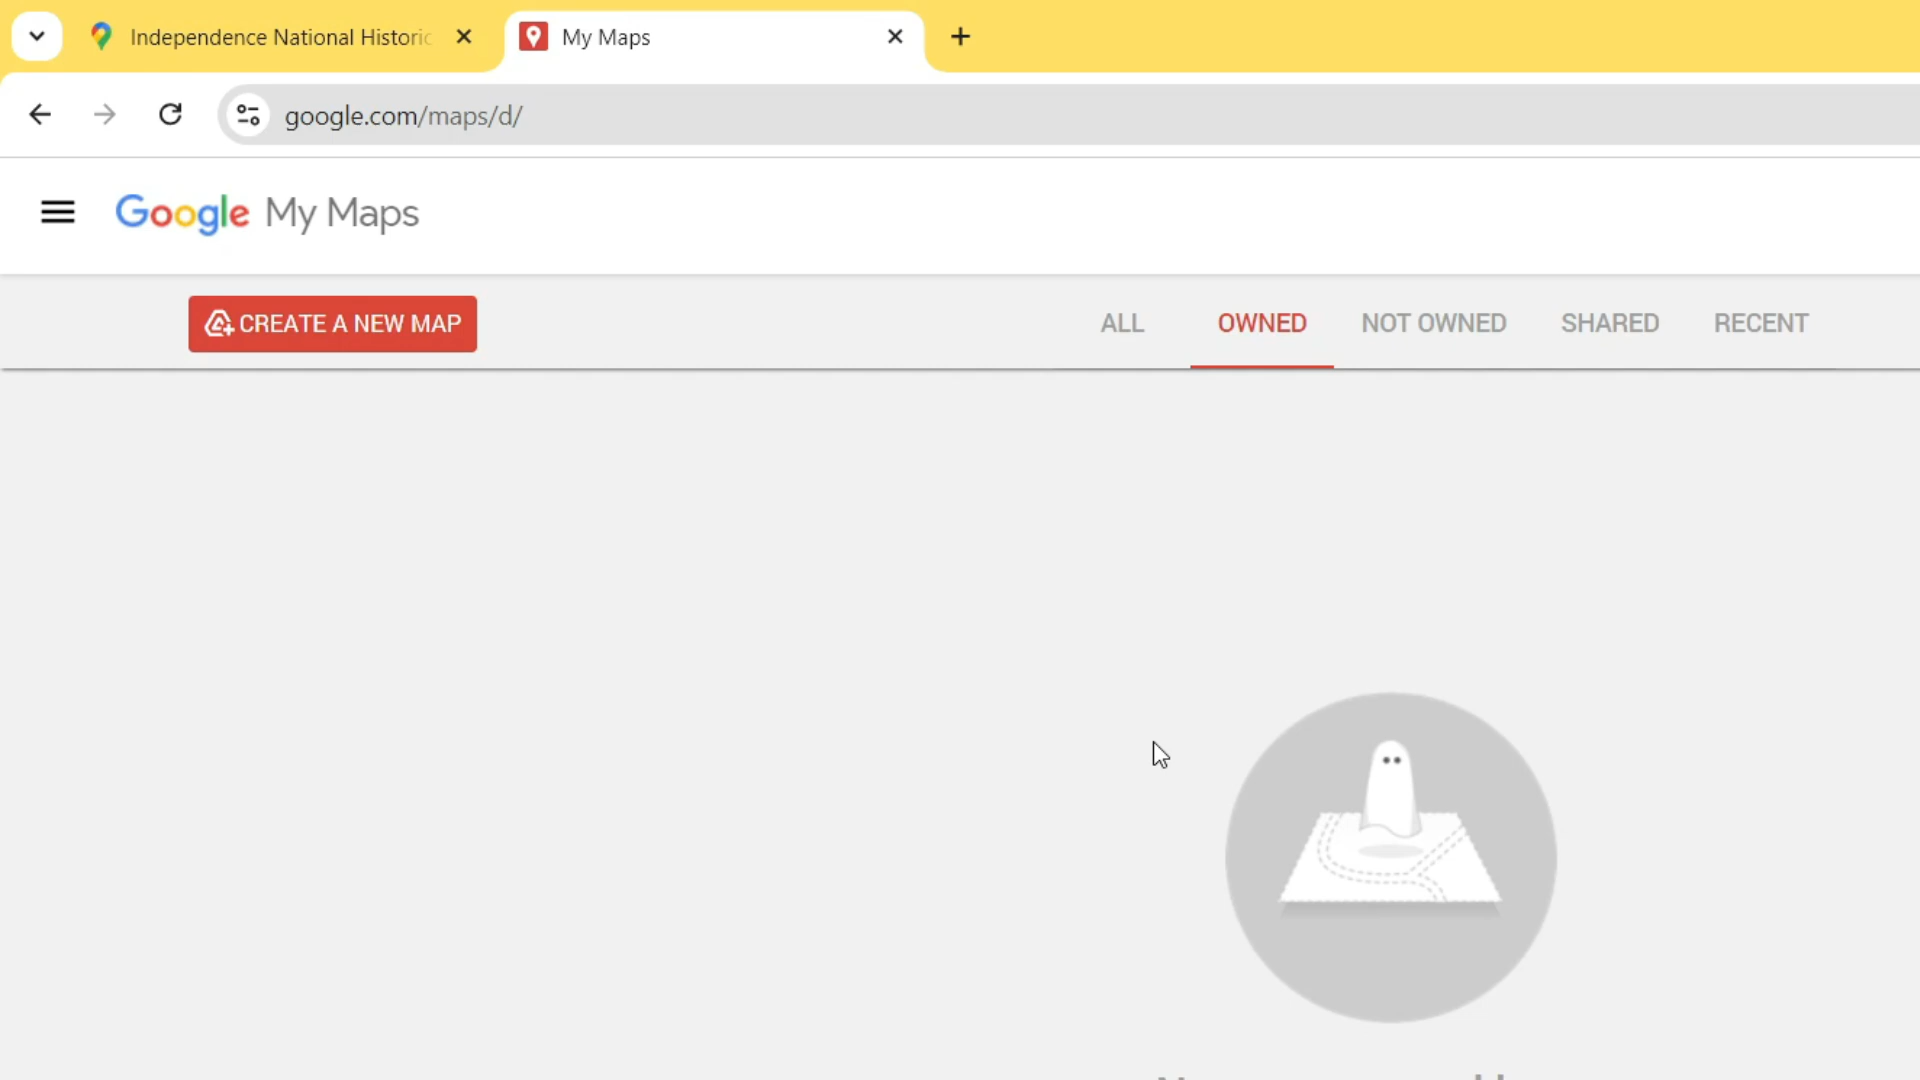 Independence National Historic
My Maps
google.com/maps/d/
Google My Maps
CREATE A NEW MAP
ALL
OWNED
NOT OWNED
SHARED
RECENT